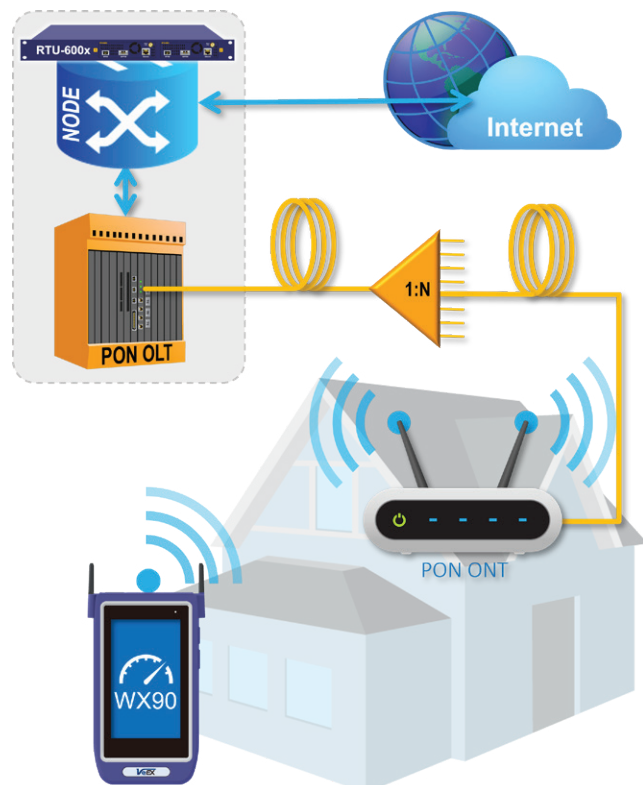 RTU-600x
NODE
Internet
1:N
PON OLT
PON ONT
WX90
VeEX